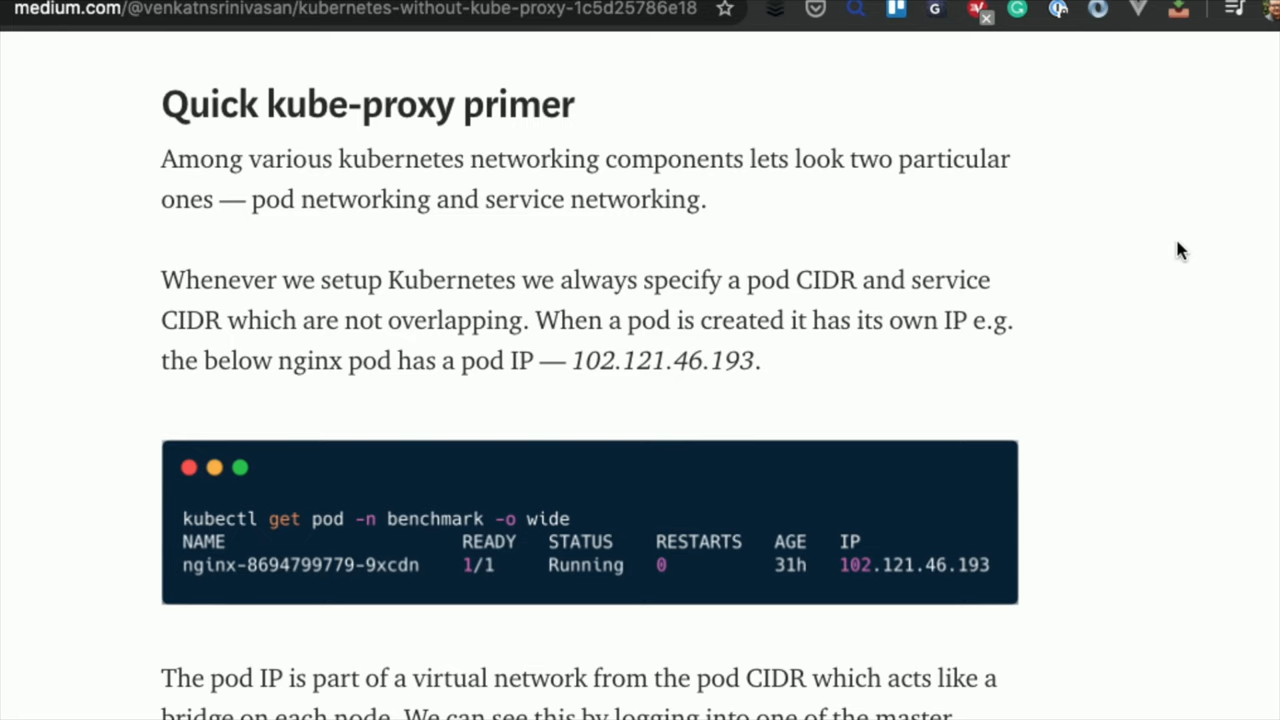 medium.com/@venkatnsrinivasan/kubernetes-without-kube-proxy-1c5d25786e18
Quick kube-proxy primer
Among various kubernetes networking components lets look two particular
ones — pod networking and service networking.
Whenever we setup Kubernetes we always specify a pod CIDR and service
CIDR which are not overlapping. When a pod is created it has its own IP e.g.
the below nginx pod has a pod IP — 102.121.46.193.
kubectl get pod -n benchmark -o wide
NAME READY STATUS RESTARTS AGE IP
nginx-8694799779-9xcdn 1/1 Running 0 31h 102.121.46.193
The pod IP is part of a virtual network from the pod CIDR which acts like a
bridge on each node. We can see this by logging into one of the master